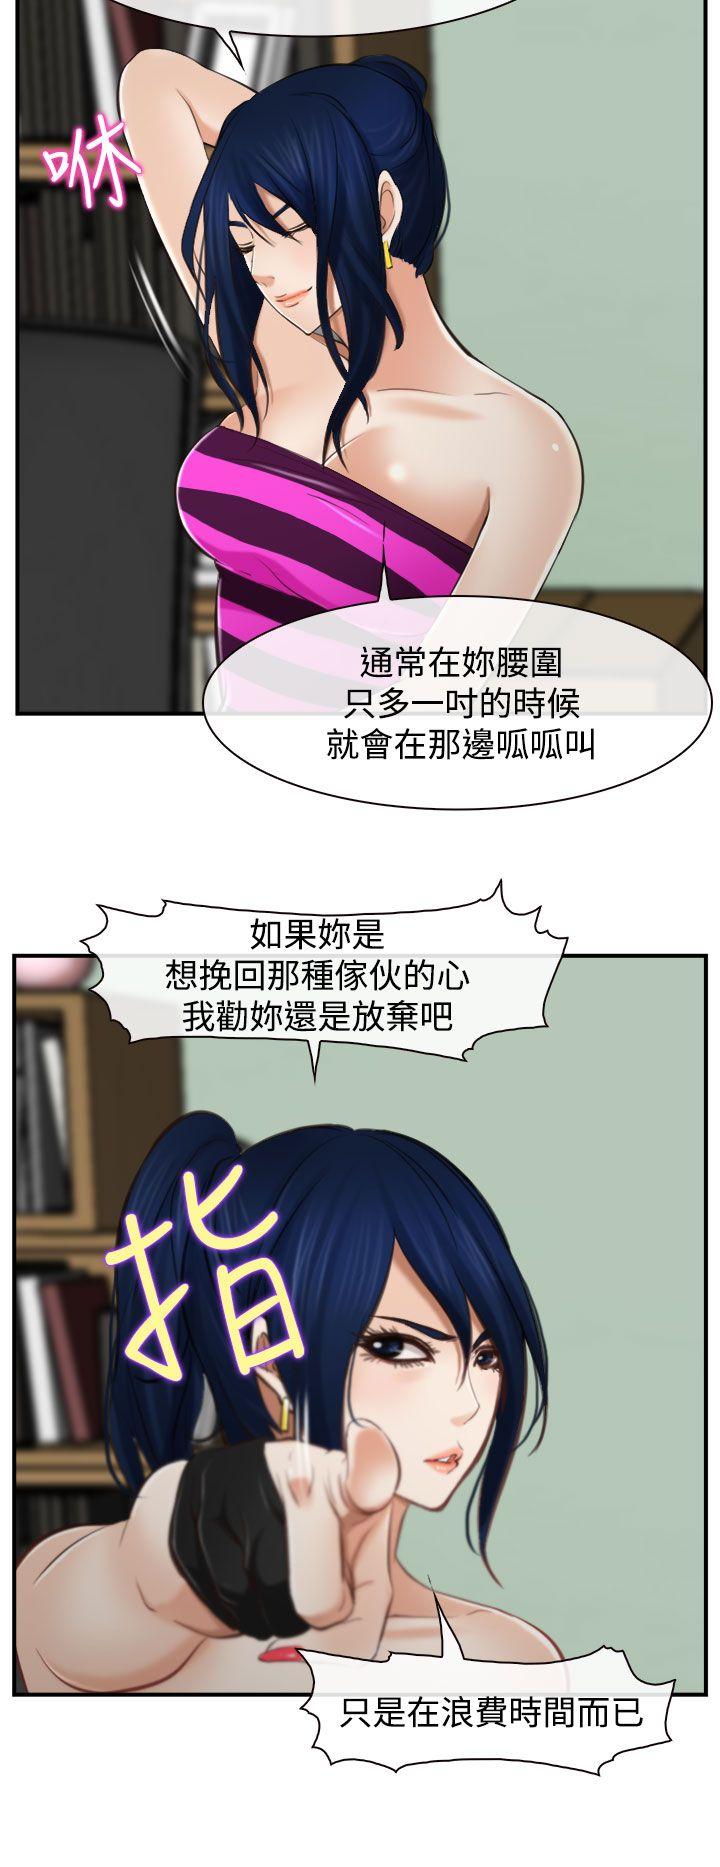 咻
通常在妳腰圍
只多一吋的時候
就會在那邊呱呱叫
如果妳是
想挽回那種傢伙的心
我勸妳還是放棄吧
指
只是在浪費時間而已